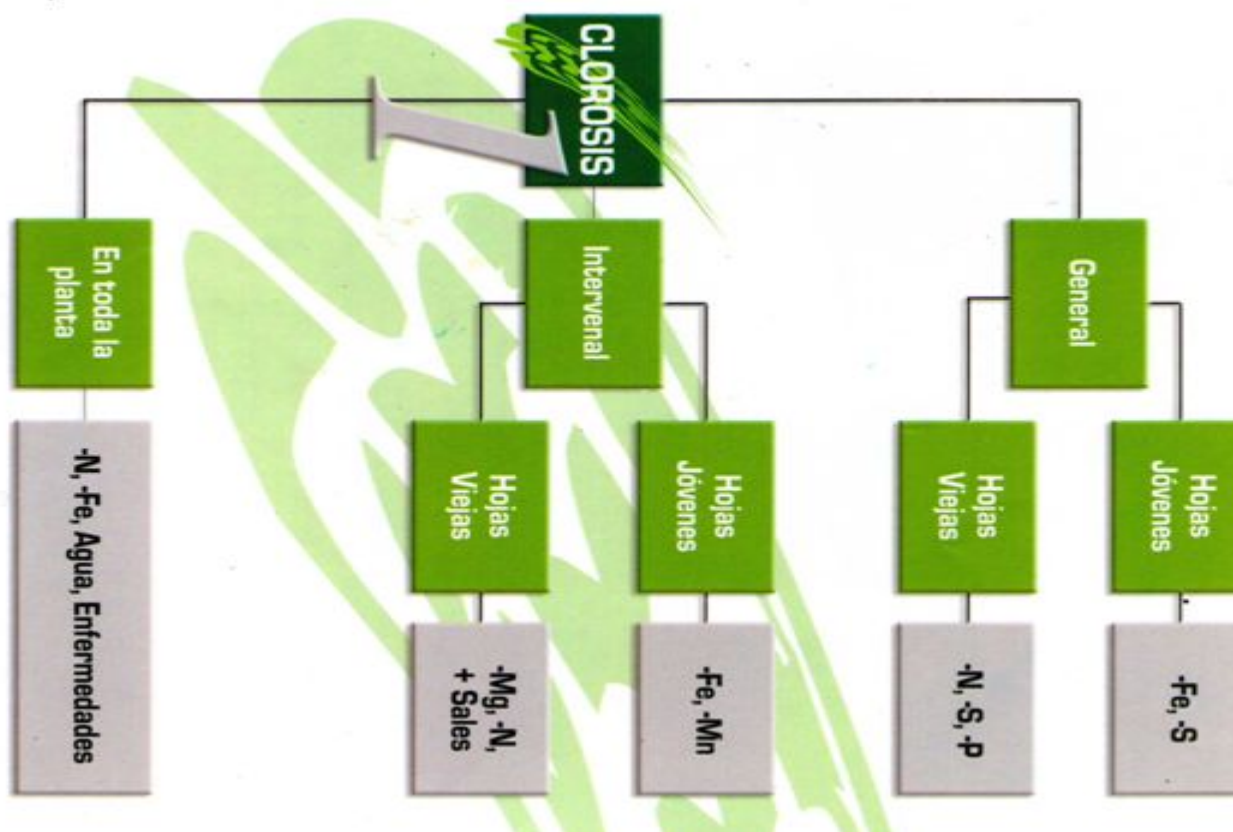 CLOROSIS
1
General
Hojas
Jóvenes
-Fe, -S
Hojas
Viejas
-N, -S, -P
Intervenal
Hojas
Jóvenes
-Fe, -Mn
Hojas
Viejas
-Mg, -N,
+ Sales
En toda la
planta
-N, -Fe, Agua, Enfermedades